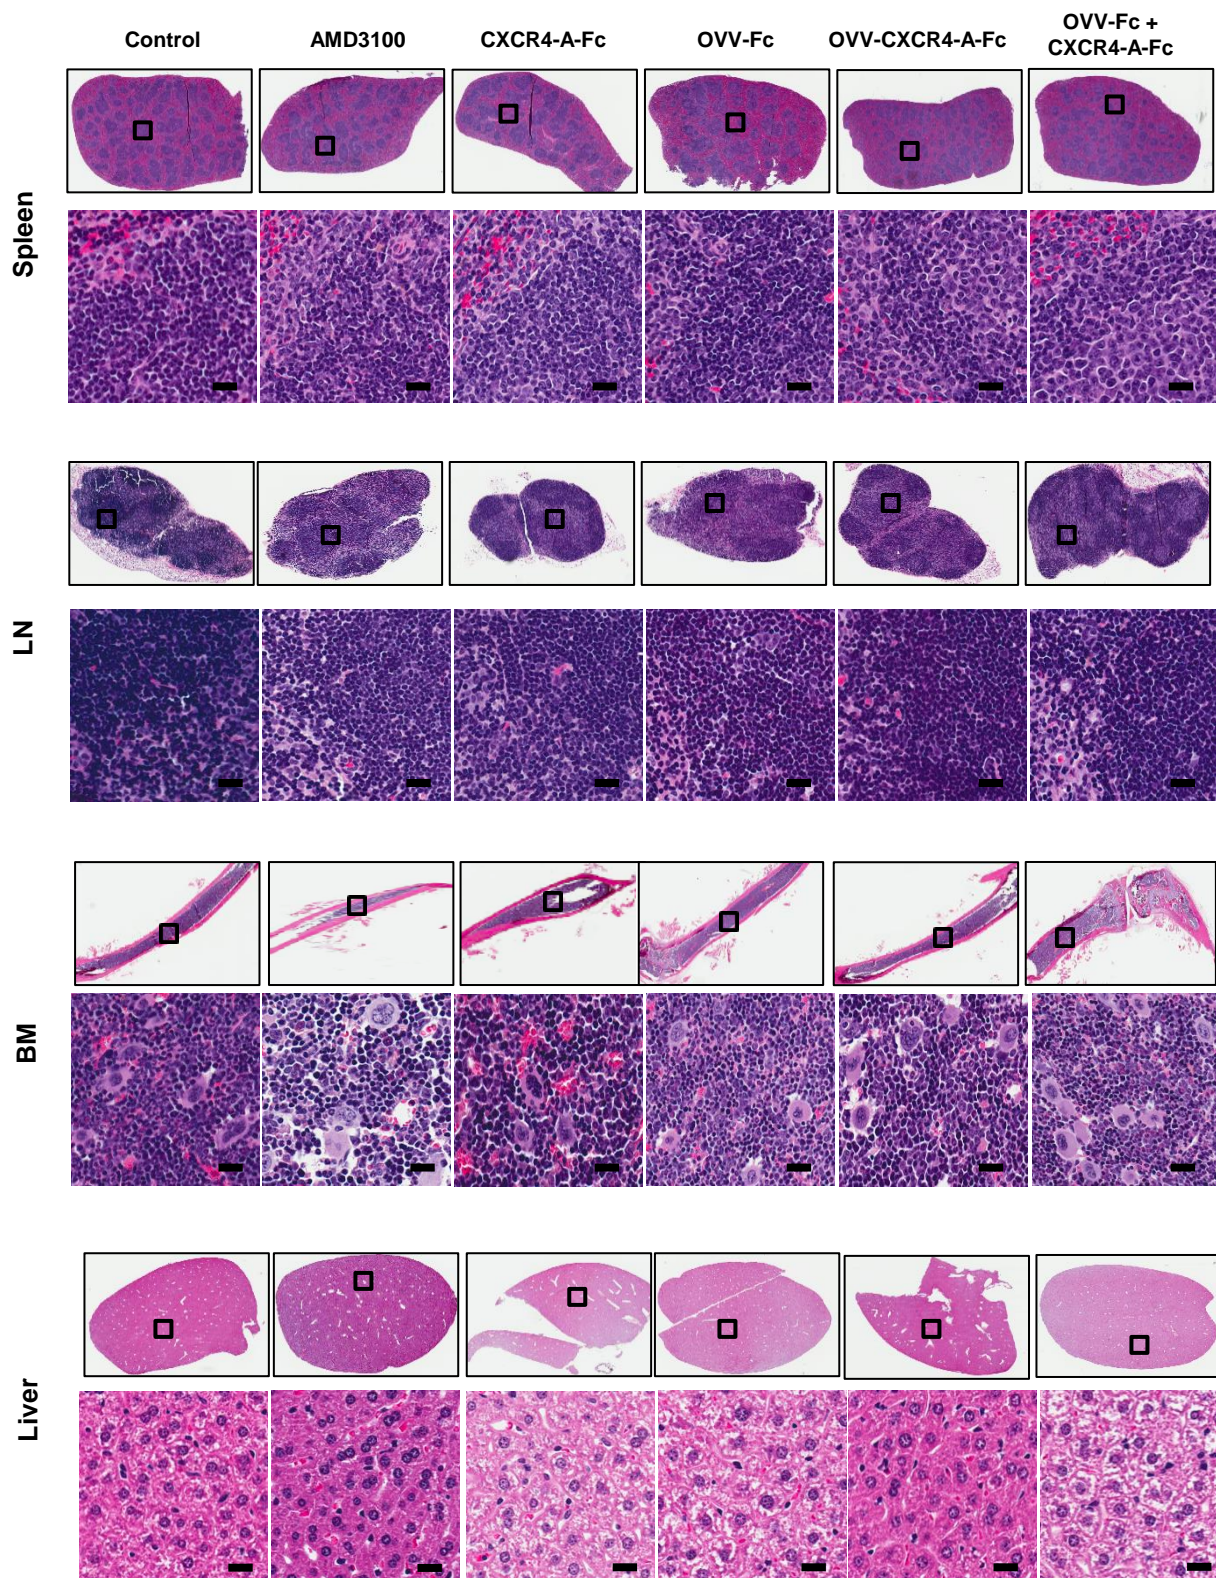 Control AMD3100 CXCR4-A-Fc OVV-Fc OVV-CXCR4-A-Fc OVV-Fc +
CXCR4-A-Fc
Spleen
LN
BM
Liver